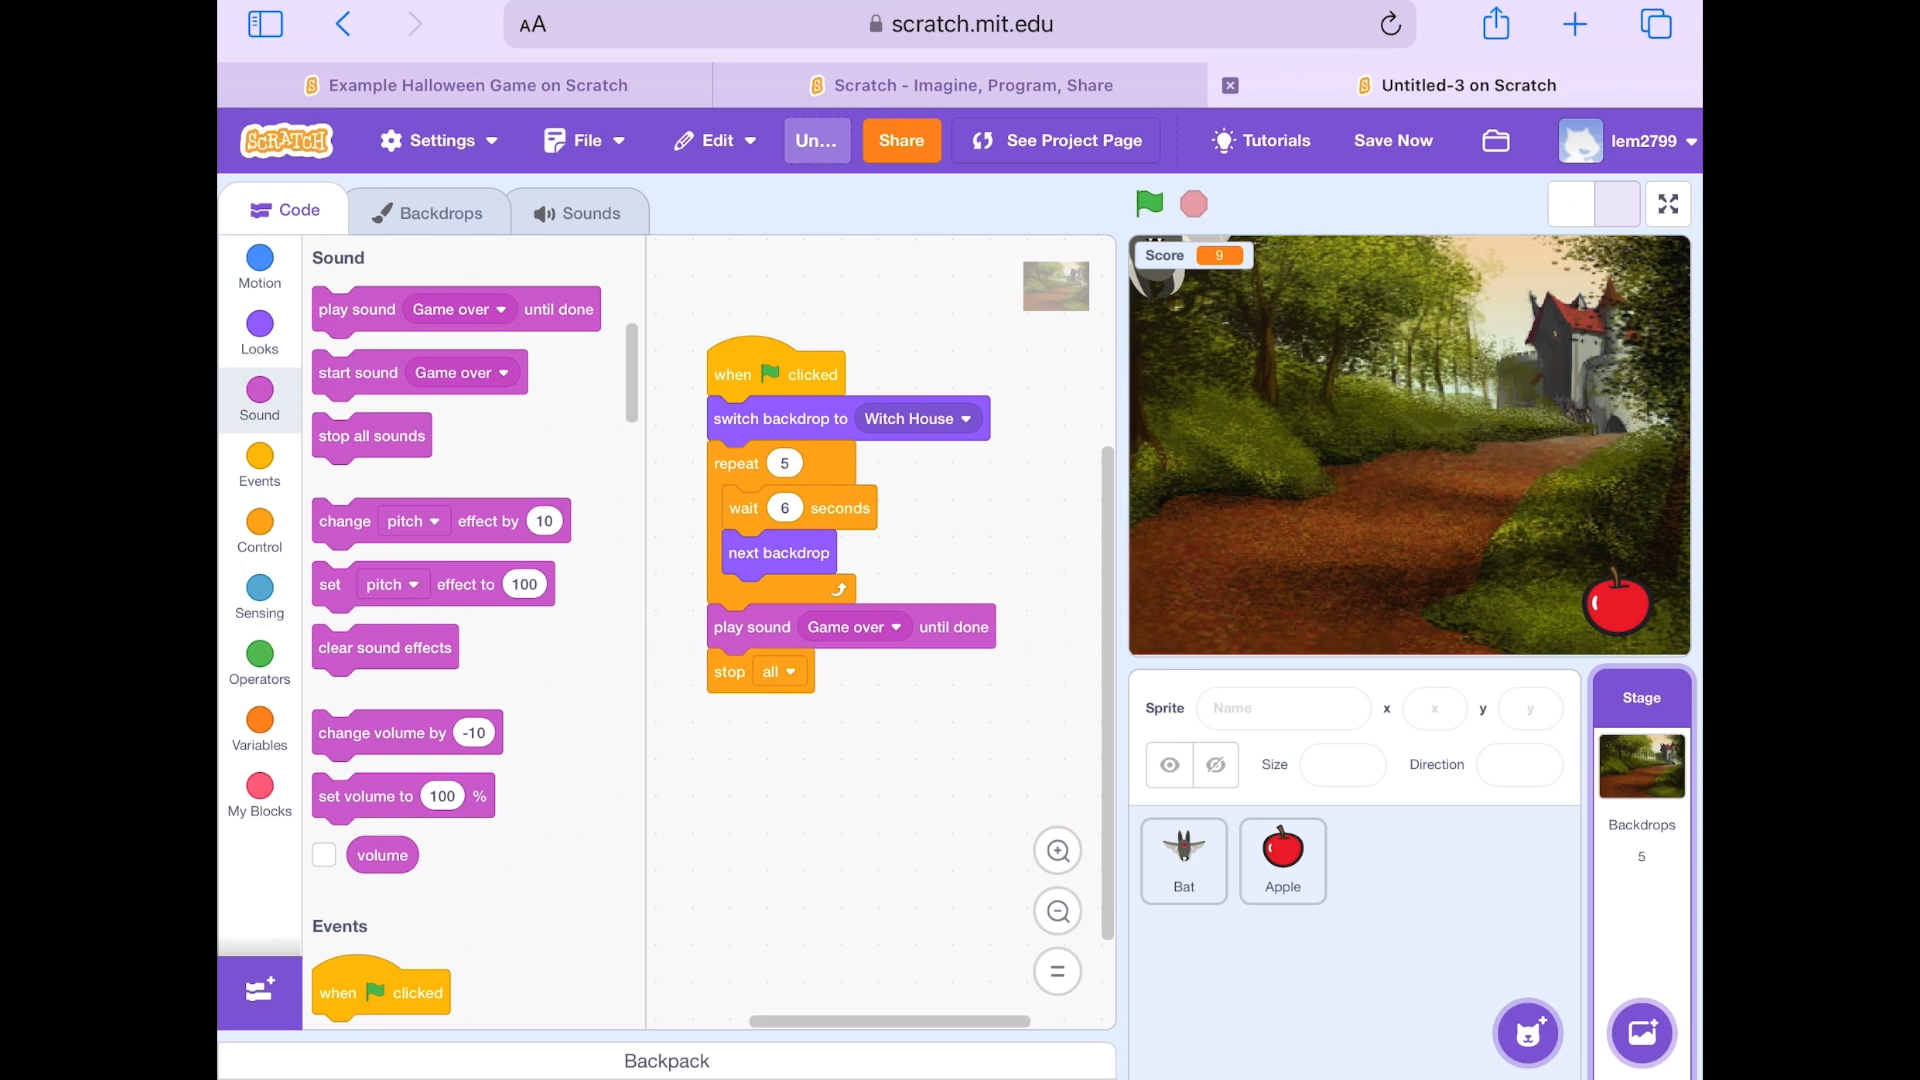 AA
scratch.mit.edu
Example Halloween Game on Scratch
Scratch - Imagine, Program, Share
Untitled-3 on Scratch
SCRATCH
Settings
File
Edit
Un...
Share
See Project Page
Tutorials
Save Now
lem2799
Code
Backdrops
Sounds
Motion
Looks
Sound
Events
Control
Sensing
Operators
Variables
My Blocks
Sound
play sound Game over until done
start sound Game over
stop all sounds
change pitch effect by 10
set pitch effect to 100
clear sound effects
change volume by -10
set volume to 100 %
volume
Events
when clicked
when clicked
switch backdrop to Witch House
repeat 5
wait 6 seconds
next backdrop
play sound Game over until done
stop all
Backpack
Score 9
Sprite Name x x y y
Size Direction
Bat
Apple
Stage
Backdrops
5